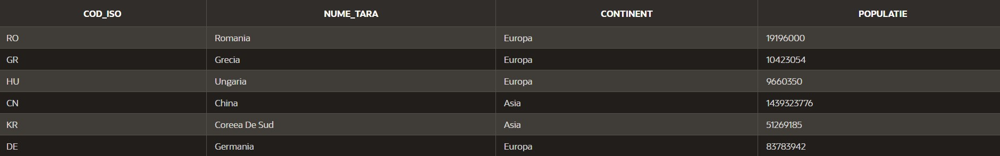 COD_ISO NUME_TARA CONTINENT POPULATIE
RO Romania Europa 19196000
GR Grecia Europa 10423054
HU Ungaria Europa 9660350
CN China Asia 1439323776
KR Coreea De Sud Asia 51269185
DE Germania Europa 83783942